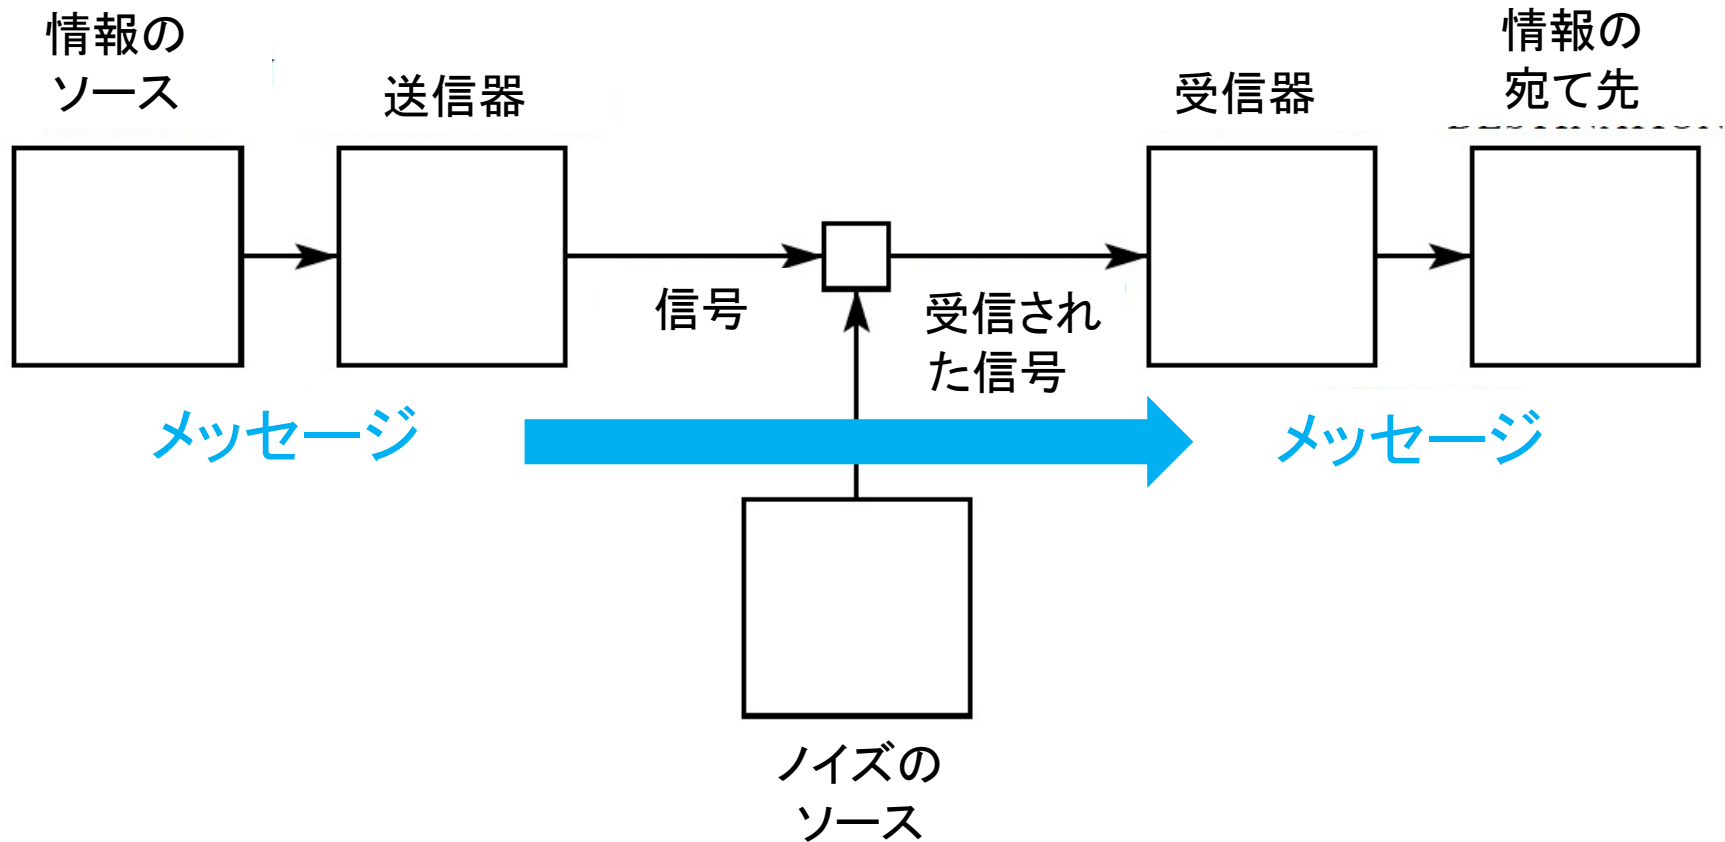 情報の
ソース
送信器
受信器
情報の
宛て先
信号
受信され
た信号
メッセージ
メッセージ
ノイズの
ソース